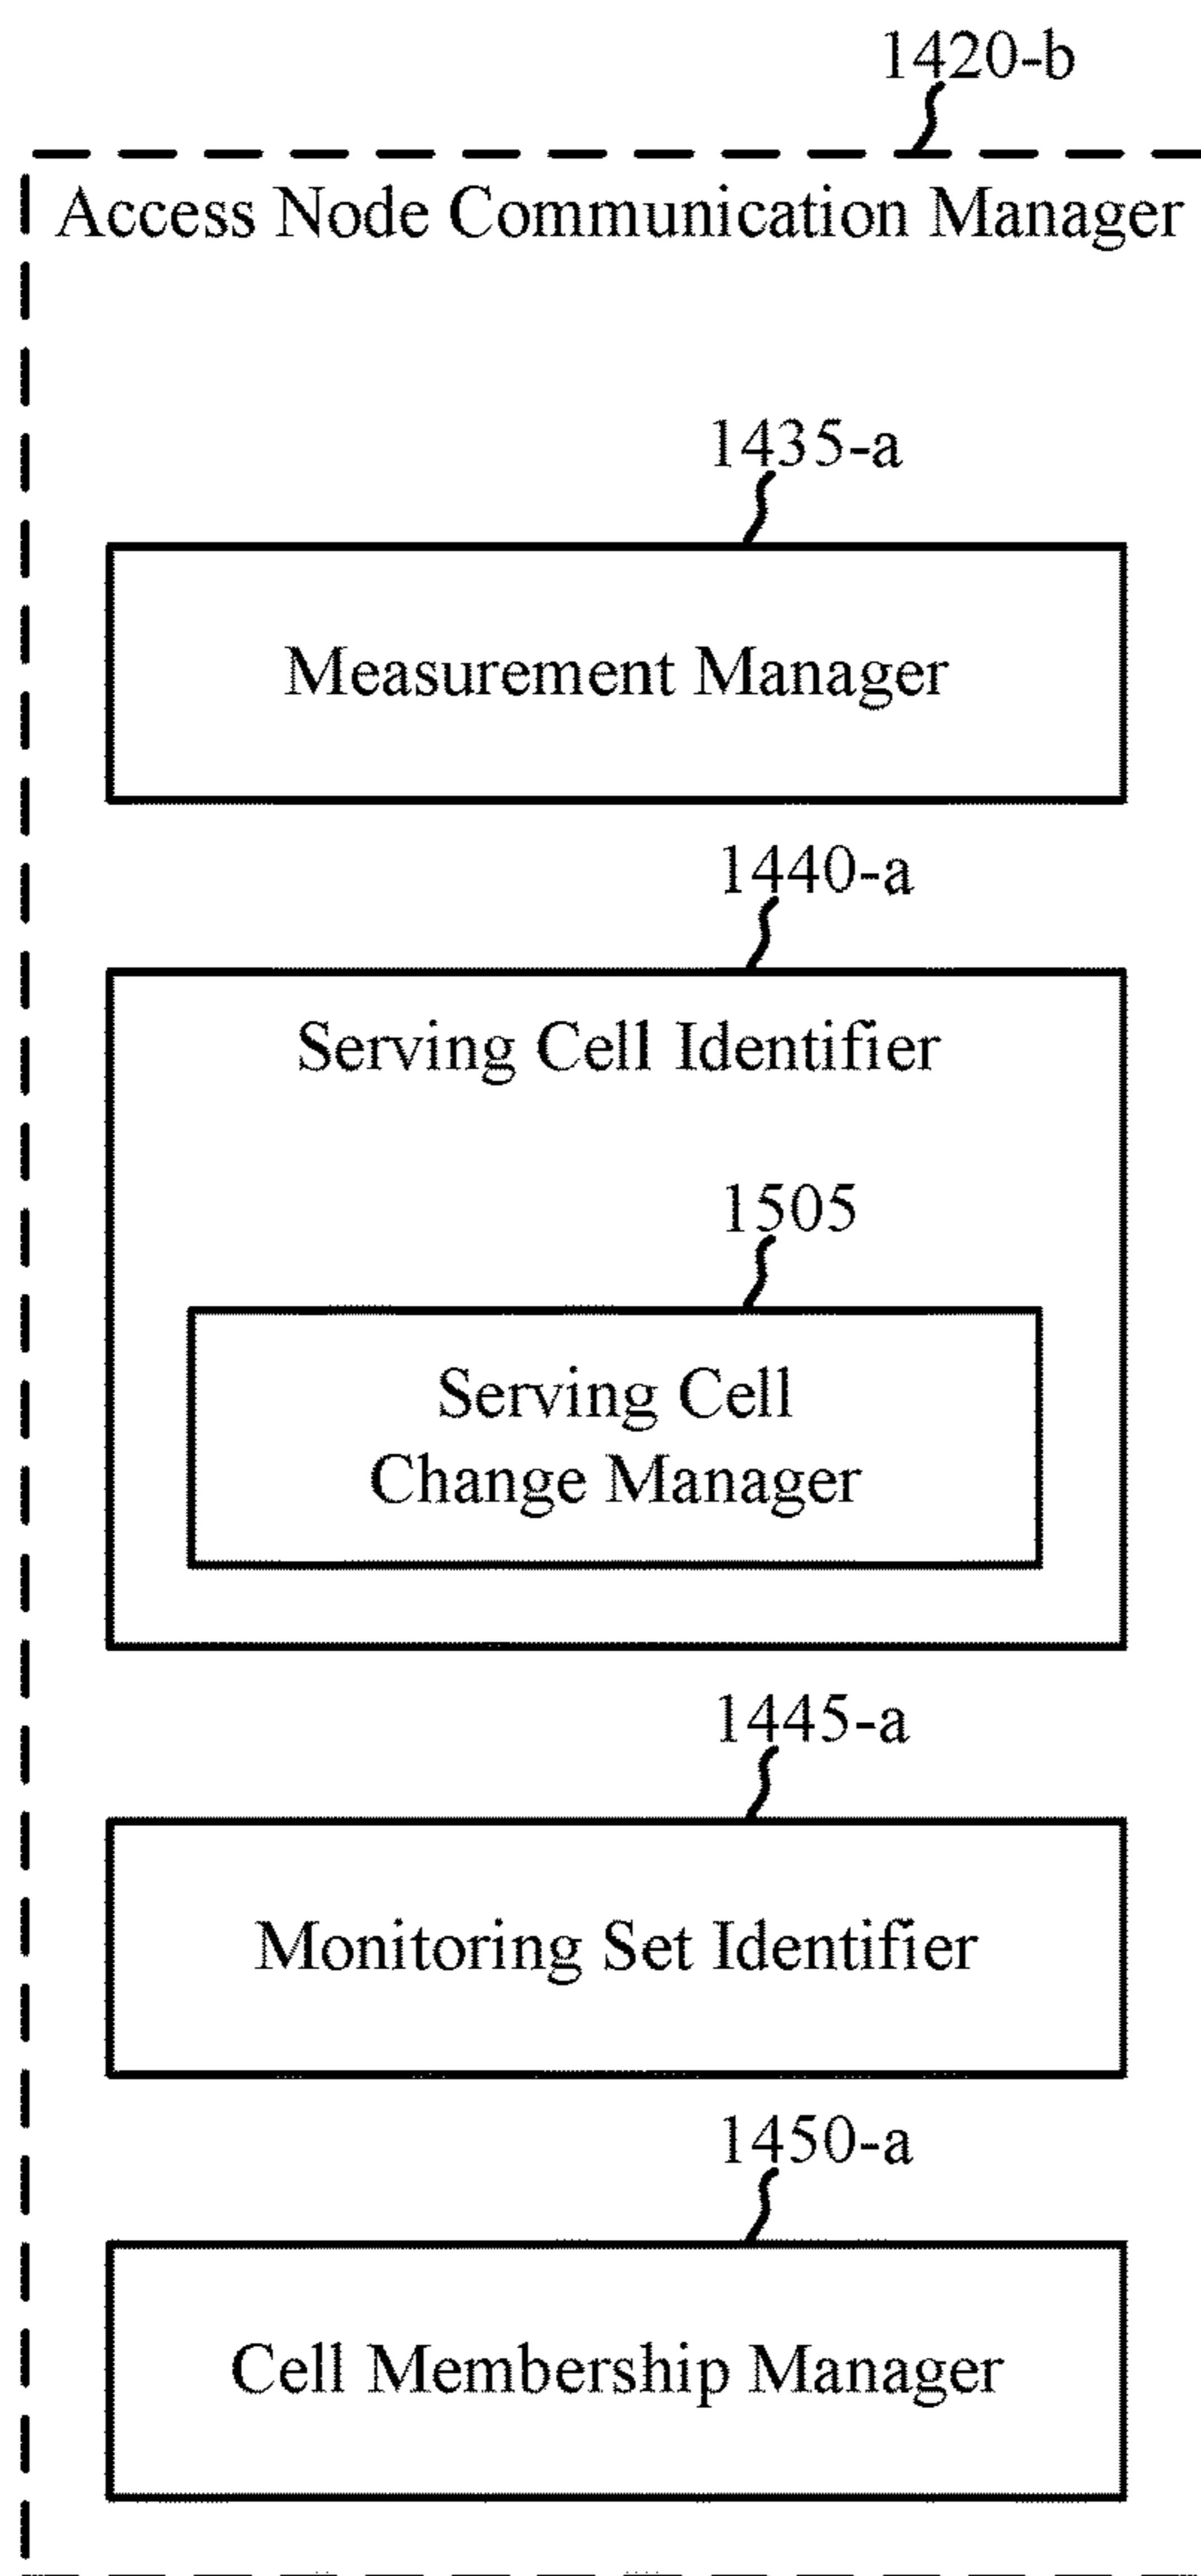 1420-b
Access Node Communication Manager
1435-a
Measurement Manager
1440-a
Serving Cell Identifier
1505
Serving Cell
Change Manager
1445-a
Monitoring Set Identifier
1450-a
Cell Membership Manager